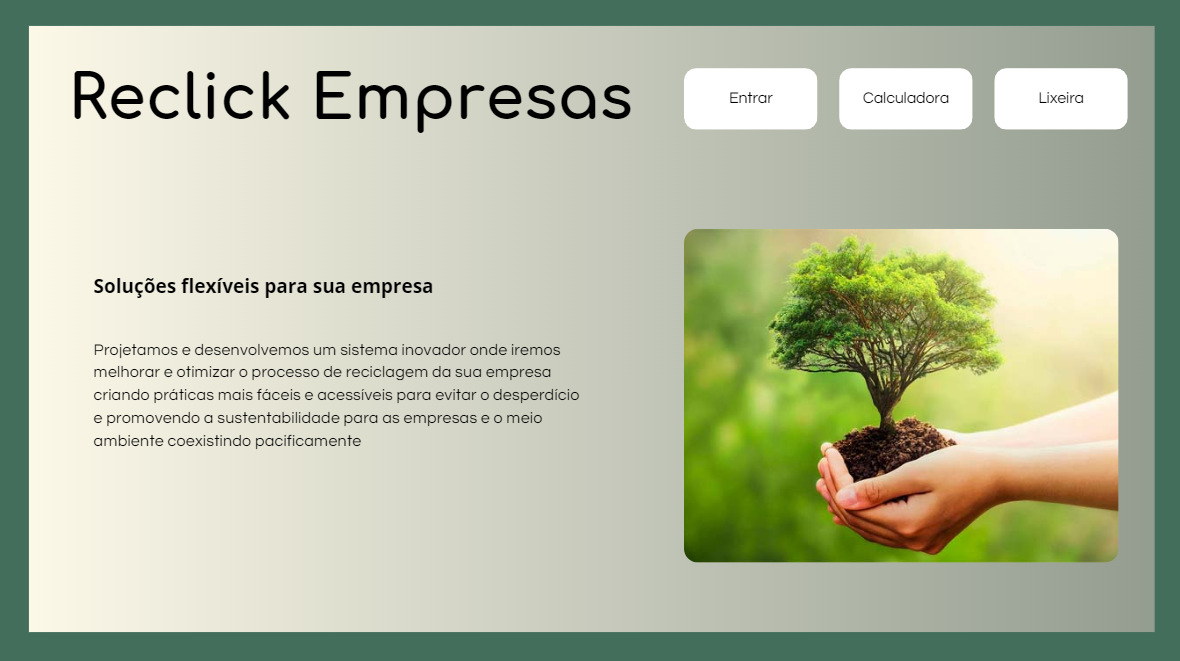 Reclick Empresas
Entrar
Calculadora
Lixeira
Soluções flexíveis para sua empresa
Projetamos e desenvolvemos um sistema inovador onde iremos
melhorar e otimizar o processo de reciclagem da sua empresa
criando práticas mais fáceis e acessíveis para evitar o desperdício
e promovendo a sustentabilidade para as empresas e o meio
ambiente coexistindo pacificamente